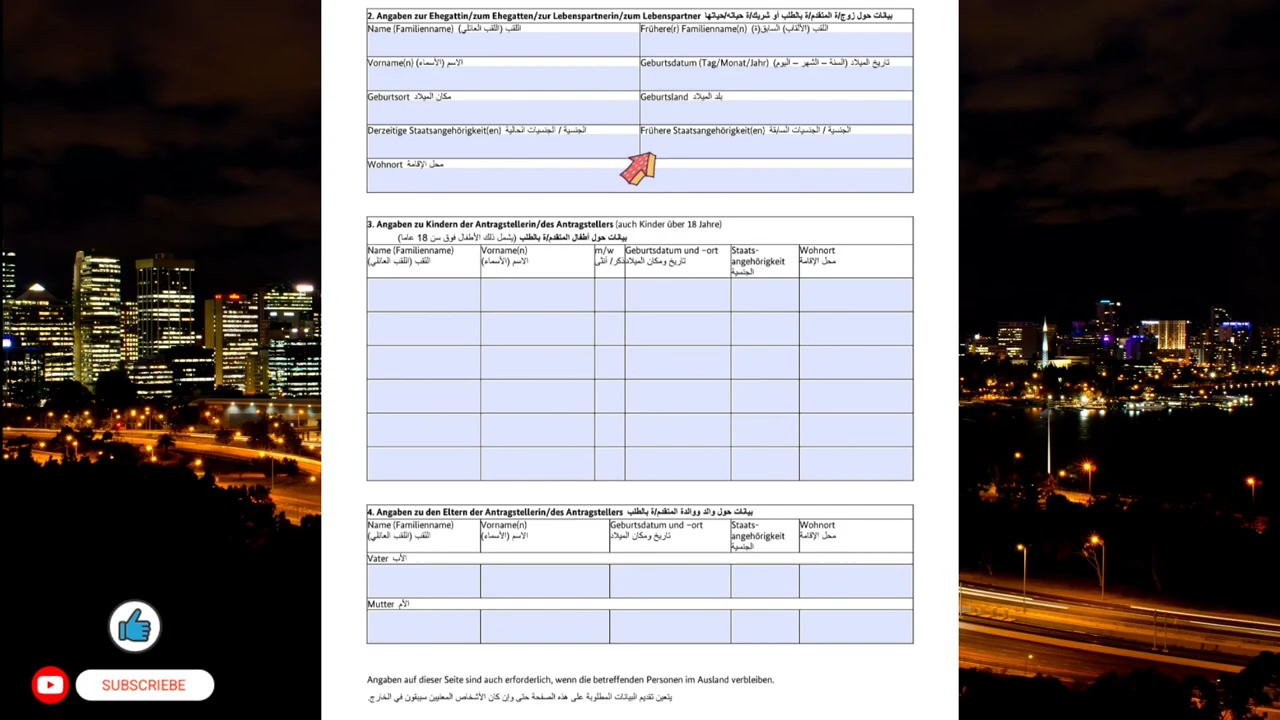 2. Angaben zur Ehegattin/zum Ehegatten/zur Lebenspartnerin/zum Lebenspartner بيانات حول زوج/ة المتقدم/ة بالطلب أو شريك/ة حياته/حياتها
Name (Familienname) اللقب (اللقب العائلي)
Frühere(r) Familienname(n) اللقب (الألقاب) السابق(ة)
Vorname(n) الاسم (الأسماء)
Geburtsdatum (Tag/Monat/Jahr) تاريخ الميلاد (السنة – الشهر – اليوم)
Geburtsort مكان الميلاد
Geburtsland بلد الميلاد
Derzeitige Staatsangehörigkeit(en) الجنسية / الجنسيات الحالية
Frühere Staatsangehörigkeit(en) الجنسية / الجنسيات السابقة
Wohnort محل الإقامة
3. Angaben zu Kindern der Antragstellerin/des Antragstellers (auch Kinder über 18 Jahre)
بيانات حول أطفال المتقدم/ة بالطلب (يشمل ذلك الأطفال فوق سن 18 عاما)
Name (Familienname)
اللقب (اللقب العائلي)
Vorname(n)
الاسم (الأسماء)
m/w
ذكر/ أنثى
Geburtsdatum und –ort
تاريخ ومكان الميلاد
Staats-
angehörigkeit
الجنسية
Wohnort
محل الإقامة
4. Angaben zu den Eltern der Antragstellerin/des Antragstellers بيانات حول والد ووالدة المتقدم/ة بالطلب
Name (Familienname)
اللقب (اللقب العائلي)
Vorname(n)
الاسم (الأسماء)
Geburtsdatum und –ort
تاريخ ومكان الميلاد
Staats-
angehörigkeit
الجنسية
Wohnort
محل الإقامة
Vater الأب
Mutter الأم
Angaben auf dieser Seite sind auch erforderlich, wenn die betreffenden Personen im Ausland verbleiben.
يتعين تقديم البيانات المطلوبة على هذه الصفحة حتى وإن كان الأشخاص المعنيين سيبقون في الخارج.
SUBSCRIEBE